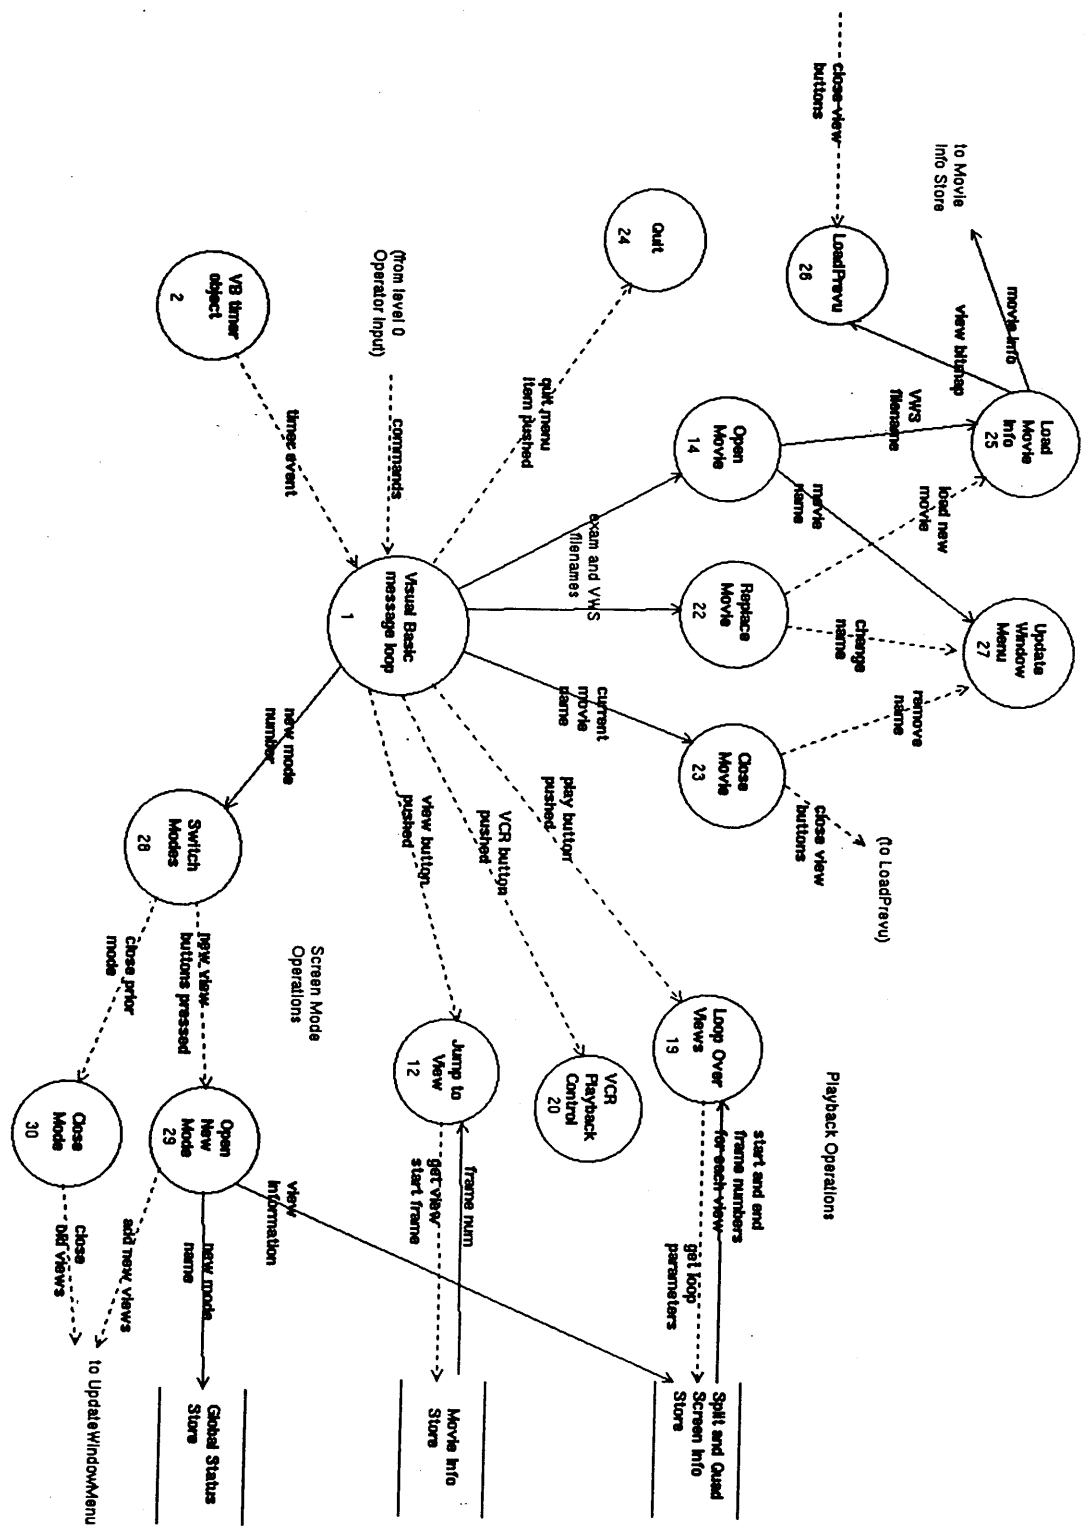 close view
buttons
to Movie
Info Store
movie info
view bitmap
LoadPrevu
26
Load
Movie
Info
25
VWS
filename
Quit
24
(from level 0
Operator Input)
VB timer
object
2
quit menu
item pushed
commands
timer event
Open
Movie
14
movie
name
load new
movie
exam and VWS
filenames
Update
Window
Menu
27
Replace
Movie
22
change
name
remove
name
Visual Basic
message loop
1
current
movie
name
Close
Movie
23
close view
buttons
(to LoadPrevu)
new mode
number
play button
pushed
VCR button
pushed
view button
pushed
Switch
Modes
28
new view
buttons pressed
close prior
mode
Screen Mode
Operations
Playback Operations
Loop Over
Views
19
VCR
Playback
Control
20
Jump to
View
12
Open
New
Mode
29
Close
Mode
30
start and end
frame numbers
for each view
get loop
parameters
frame num
get view
start frame
view
information
new mode
name
add new views
close
old views
Split and Quad
Screen Info
Store
Movie Info
Store
Global Status
Store
to UpdateWindowMenu